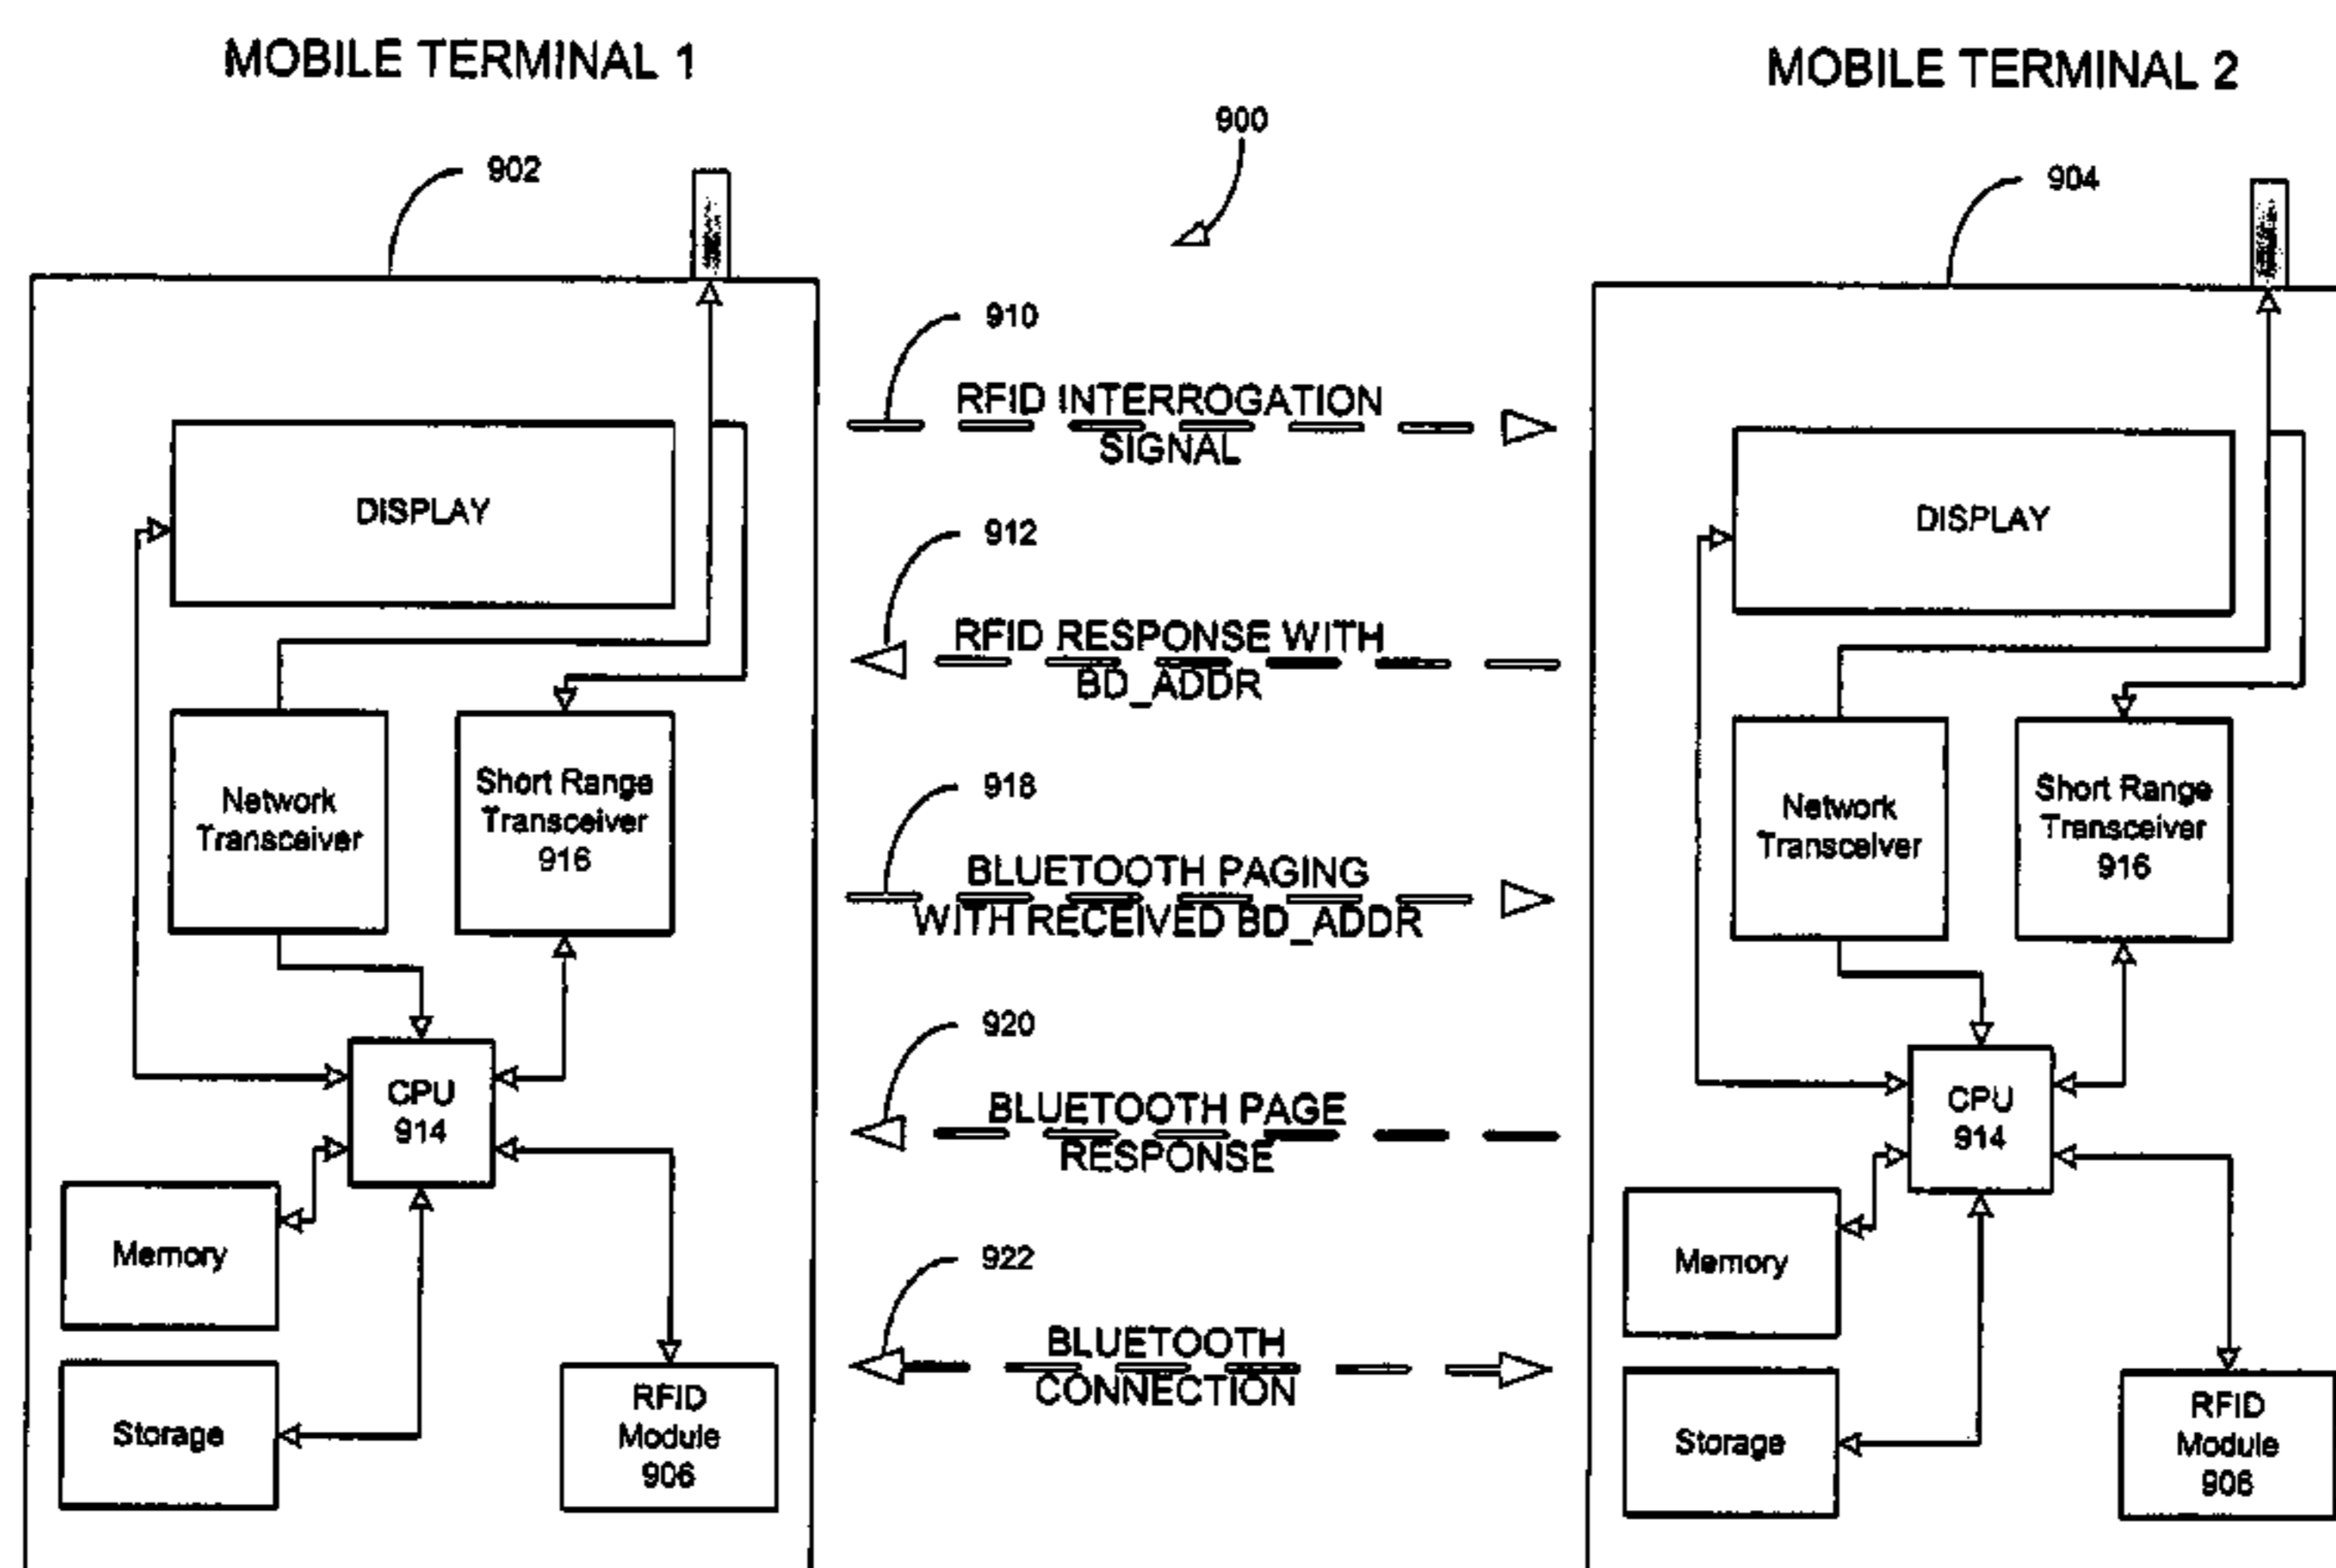 MOBILE TERMINAL 1
902
DISPLAY
Network
Transceiver
Short Range
Transceiver
916
CPU
914
Memory
Storage
RFID
Module
906
900
910
RFID INTERROGATION
SIGNAL
912
RFID RESPONSE WITH
BD_ADDR
918
BLUETOOTH PAGING
WITH RECEIVED BD_ADDR
920
BLUETOOTH PAGE
RESPONSE
922
BLUETOOTH
CONNECTION
MOBILE TERMINAL 2
904
DISPLAY
Network
Transceiver
Short Range
Transceiver
916
CPU
914
Memory
Storage
RFID
Module
906